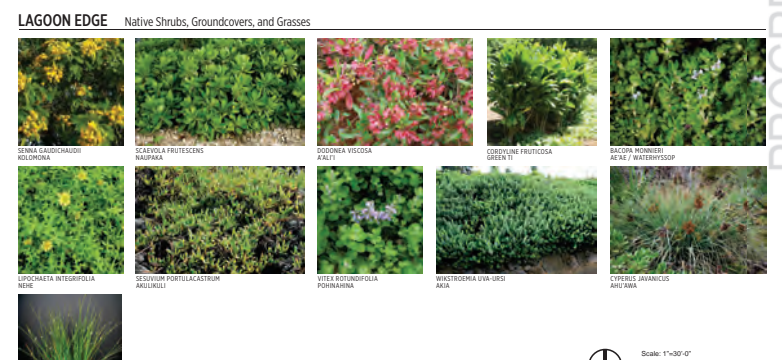 LAGOON EDGE Native Shrubs, Groundcovers, and Grasses
SENNA GAUDICHAUDII
KOLOMONA
SCAEVOLA FRUTESCENS
NAUPAKA
DODONEA VISCOSA
A'ALI'I
CORDYLINE FRUTICOSA
GREEN TI
BACOPA MONNIERI
AE'AE / WATERHYSSOP
LIPOCHAETA INTEGRIFOLIA
NEHE
SESUVIUM PORTULACASTRUM
AKULIKULI
VITEX ROTUNDIFOLIA
POHINAHINA
WIKSTROEMIA UVA-URSI
AKIA
CYPERUS JAVANICUS
AHU'AWA
Scale: 1"=30'-0"